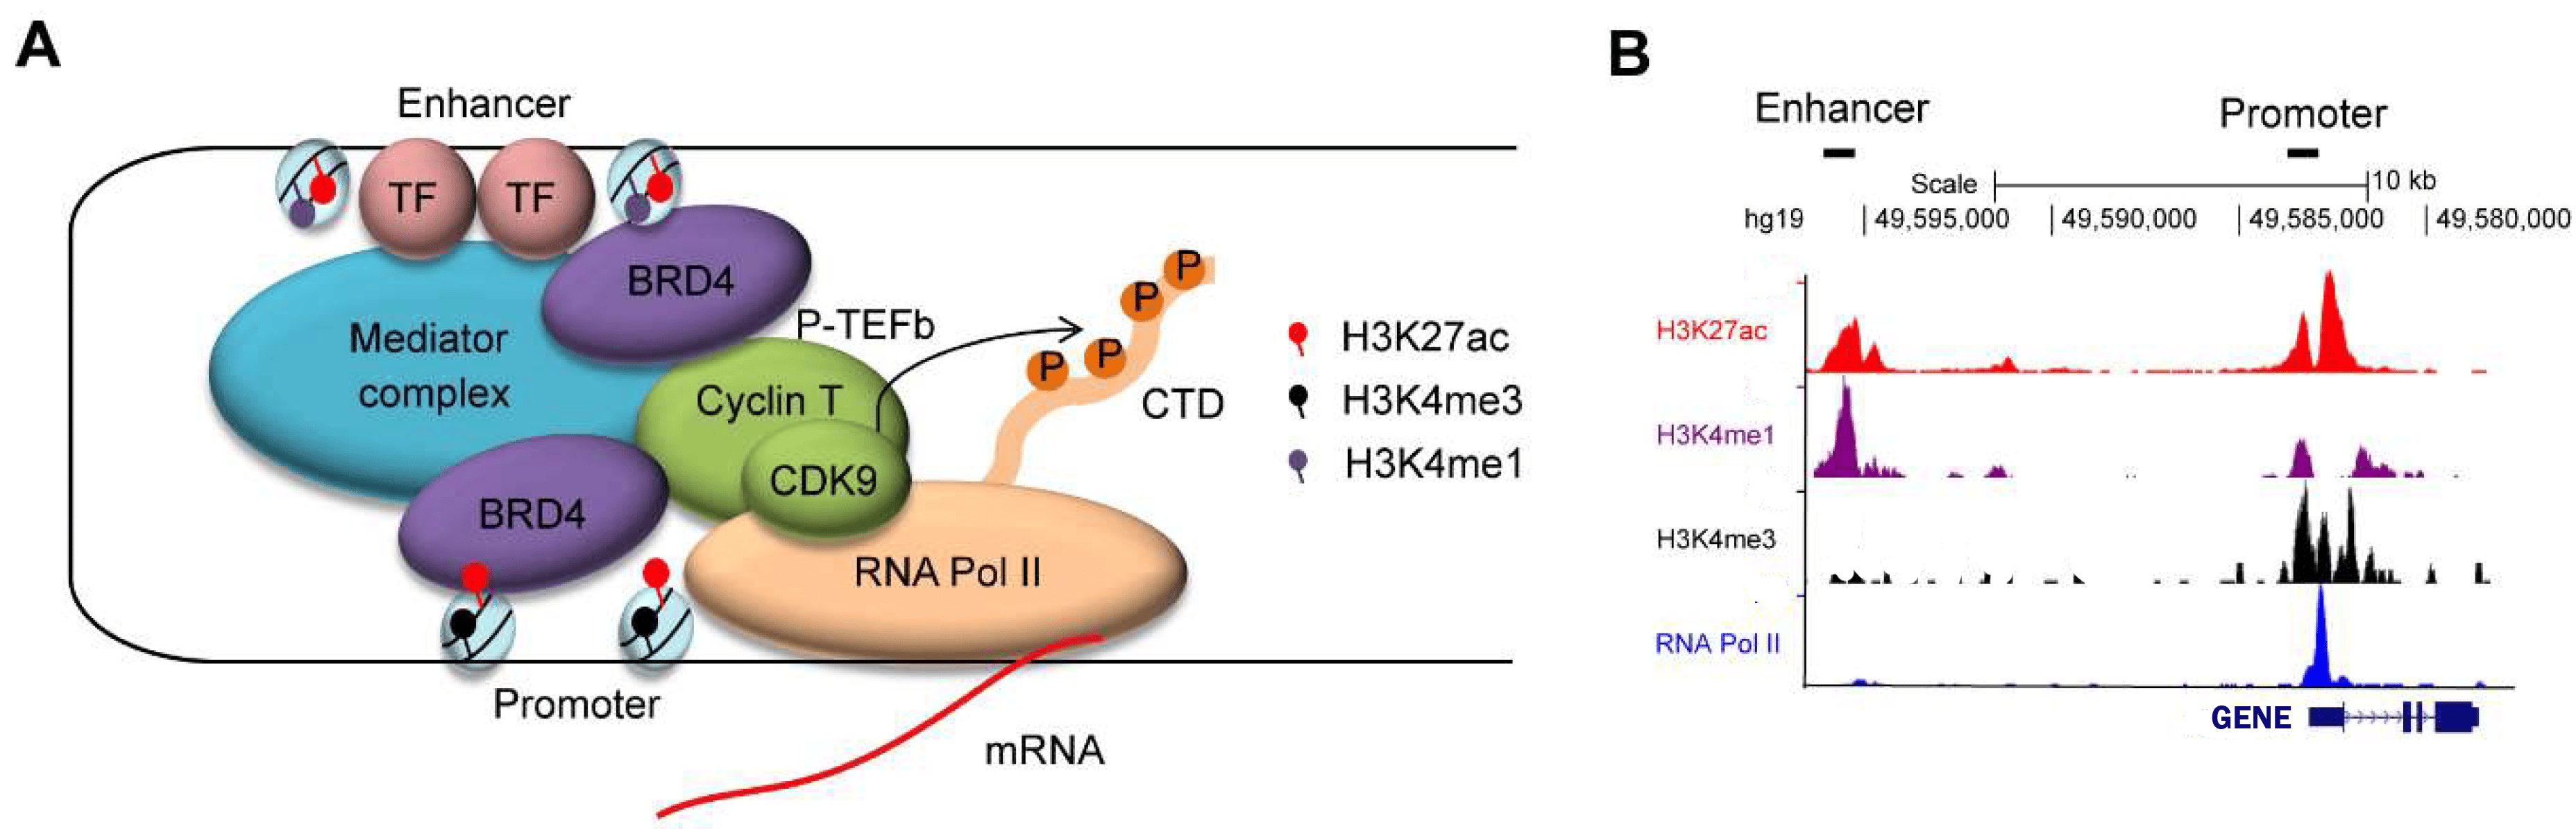 A
Enhancer
TF
TF
BRD4
Mediator
complex
P-TEFb
Cyclin T
CDK9
BRD4
RNA Pol II
P
P
P
P
CTD
H3K27ac
H3K4me3
H3K4me1
Promoter
mRNA
B
Enhancer
Promoter
Scale
10 kb
hg19
49,595,000
49,590,000
49,585,000
49,580,000
H3K27ac
H3K4me1
H3K4me3
RNA Pol II
GENE